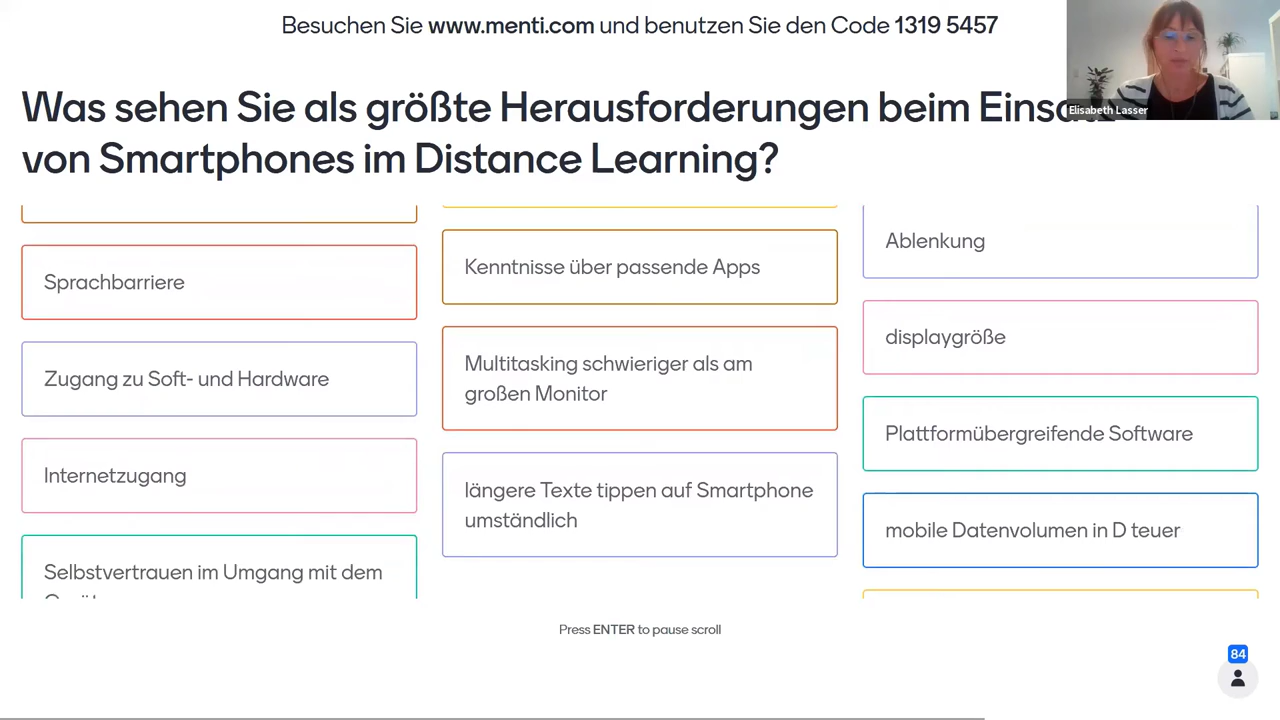 Besuchen Sie www.menti.com und benutzen Sie den Code 1319 5457
Elisabeth Lasser
Was sehen Sie als größte Herausforderungen beim
von Smartphones im Distance Learning?
Sprachbarriere
Zugang zu Soft- und Hardware
Internetzugang
Selbstvertrauen im Umgang mit dem
Kenntnisse über passende Apps
Multitasking schwieriger als am
großen Monitor
längere Texte tippen auf Smartphone
umständlich
Ablenkung
displaygröße
Plattformübergreifende Software
mobile Datenvolumen in D teuer
Press ENTER to pause scroll
84